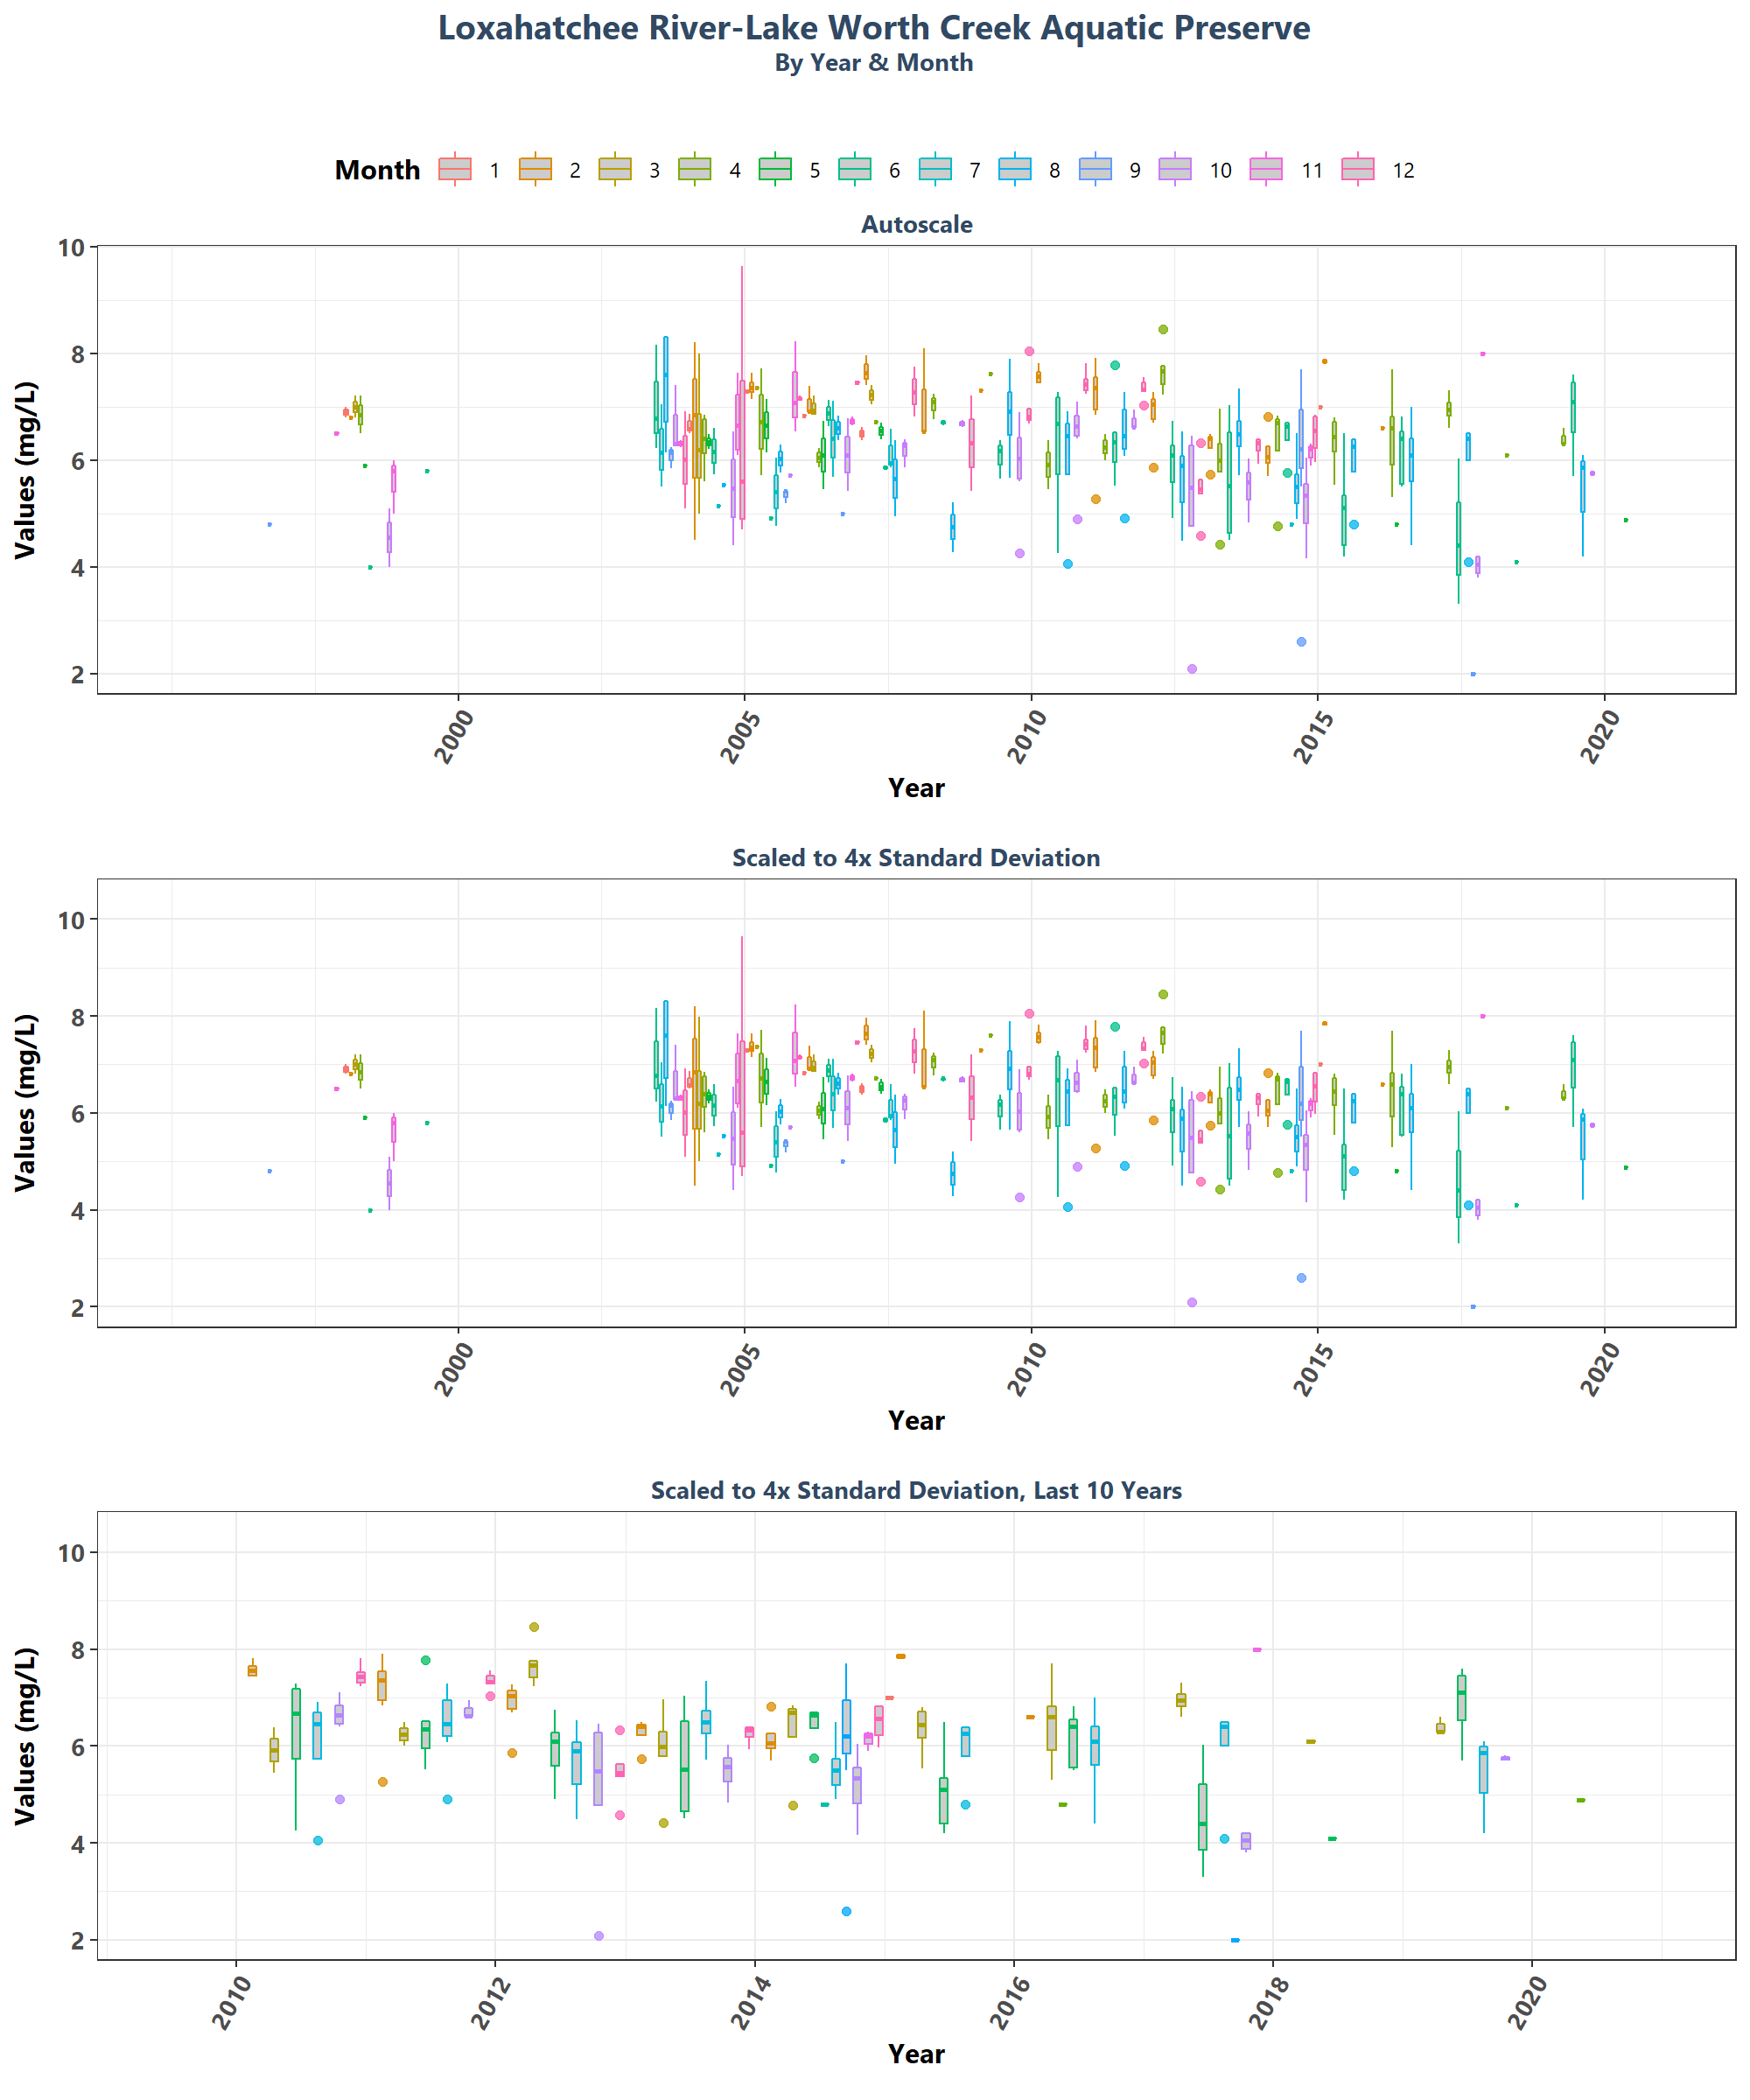 Loxahatchee River-Lake Worth Creek Aquatic Preserve
By Year & Month
Month 1 2 3 4 5 6 7 8 9 10 11 12
Autoscale
Values (mg/L)
10
8
6
4
2
2000 2005 2010 2015 2020
Year
Scaled to 4x Standard Deviation
Values (mg/L)
10
8
6
4
2
2000 2005 2010 2015 2020
Year
Scaled to 4x Standard Deviation, Last 10 Years
Values (mg/L)
10
8
6
4
2
2010 2012 2014 2016 2018 2020
Year